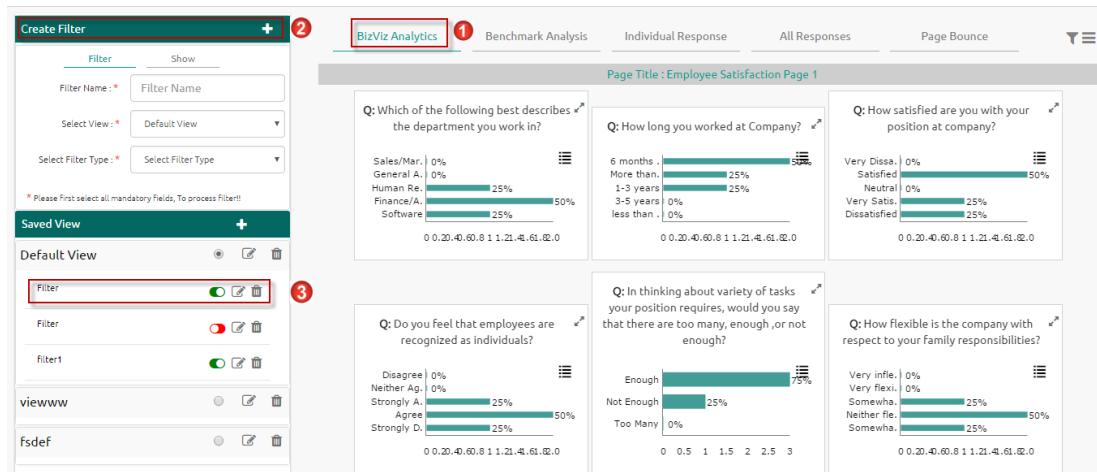 Create Filter +
2
Filter Show
Filter Name : * Filter Name
Select View : * Default View
Select Filter Type : * Select Filter Type
* Please first select all mandatory fields, To process filter!!
Saved View +
Default View
Filter
3
Filter
filter1
viewww
fsdef
BizViz Analytics 1 Benchmark Analysis Individual Response All Responses Page Bounce
Page Title : Employee Satisfaction Page 1
Q: Which of the following best describes
the department you work in?
Sales/Mar. 0%
General A. 0%
Human Re. 25%
Finance/A. 50%
Software 25%
0 0.20.40.60.8 1 1.21.41.61.82.0
Q: How long you worked at Company?
6 months . 50%
More than. 25%
1-3 years 25%
3-5 years 0%
less than . 0%
0 0.20.40.60.8 1 1.21.41.61.82.0
Q: How satisfied are you with your
position at company?
Very Dissa. 0%
Satisfied 50%
Neutral 0%
Very Satis. 25%
Dissatisfied 25%
0 0.20.40.60.8 1 1.21.41.61.82.0
Q: Do you feel that employees are
recognized as individuals?
Disagree 0%
Neither Ag. 0%
Strongly A. 25%
Agree 50%
Strongly D. 25%
0 0.20.40.60.8 1 1.21.41.61.82.0
Q: In thinking about variety of tasks
your position requires, would you say
that there are too many, enough ,or not
enough?
Enough 75%
Not Enough 25%
Too Many 0%
0 0.5 1 1.5 2 2.5 3
Q: How flexible is the company with
respect to your family responsibilities?
Very infle. 0%
Very flexi. 0%
Somewha. 25%
Neither fle. 50%
Somewha. 25%
0 0.20.40.60.8 1 1.21.41.61.82.0